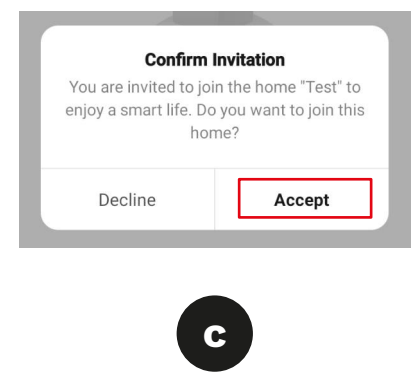 Confirm Invitation
You are invited to join the home "Test" to
enjoy a smart life. Do you want to join this
home?
Decline
Accept
C